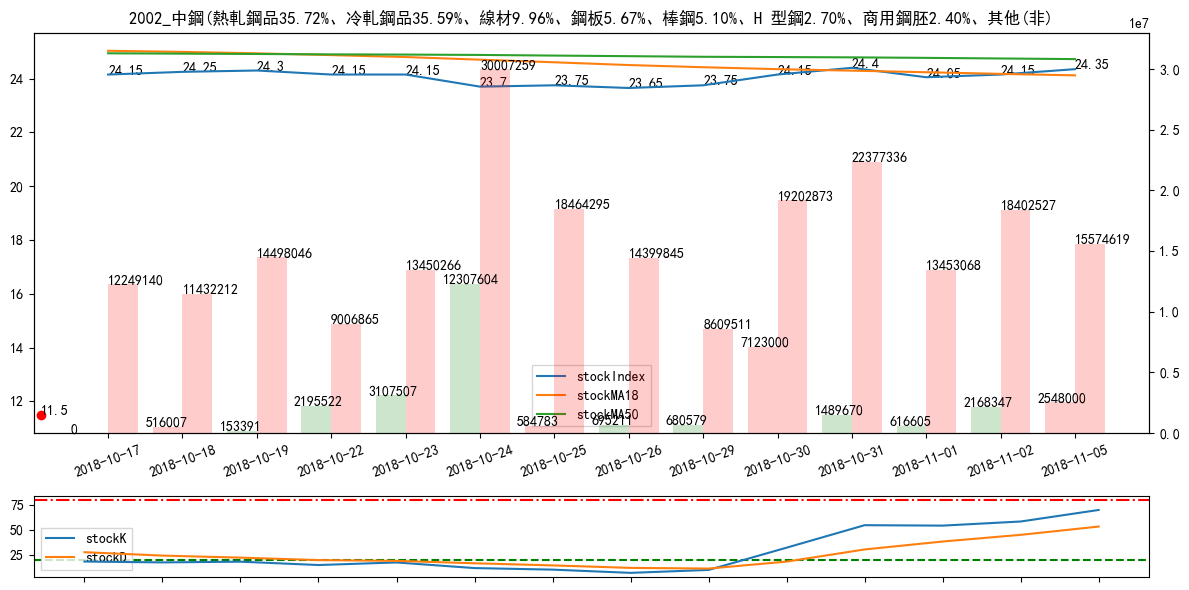 2002_中鋼(熱軋鋼品35.72%、冷軋鋼品35.59%、線材9.96%、鋼板5.67%、棒鋼5.10%、H 型鋼2.70%、商用鋼胚2.40%、其他(非)
1e7
24 22 20 18 16 14 12
3.0 2.5 2.0 1.5 1.0 0.5 0.0
24.15 24.25 24.3 24.15 24.15 23.7 23.75 23.65 23.75 24.15 24.4 24.05 24.15 24.35
12249140 11432212 14498046 9006865 13450266 30007259 18464295 14399845 8609511 19202873 22377336 13453068 18402527 15574619
11.5
0 516007 153391 2195522 3107507 12307604 584783 695211 680579 7123000 1489670 616605 2168347 2548000
stockIndex
stockMA18
stockMA50
2018-10-17 2018-10-18 2018-10-19 2018-10-22 2018-10-23 2018-10-24 2018-10-25 2018-10-26 2018-10-29 2018-10-30 2018-10-31 2018-11-01 2018-11-02 2018-11-05
75 50 25
stockK
stockD